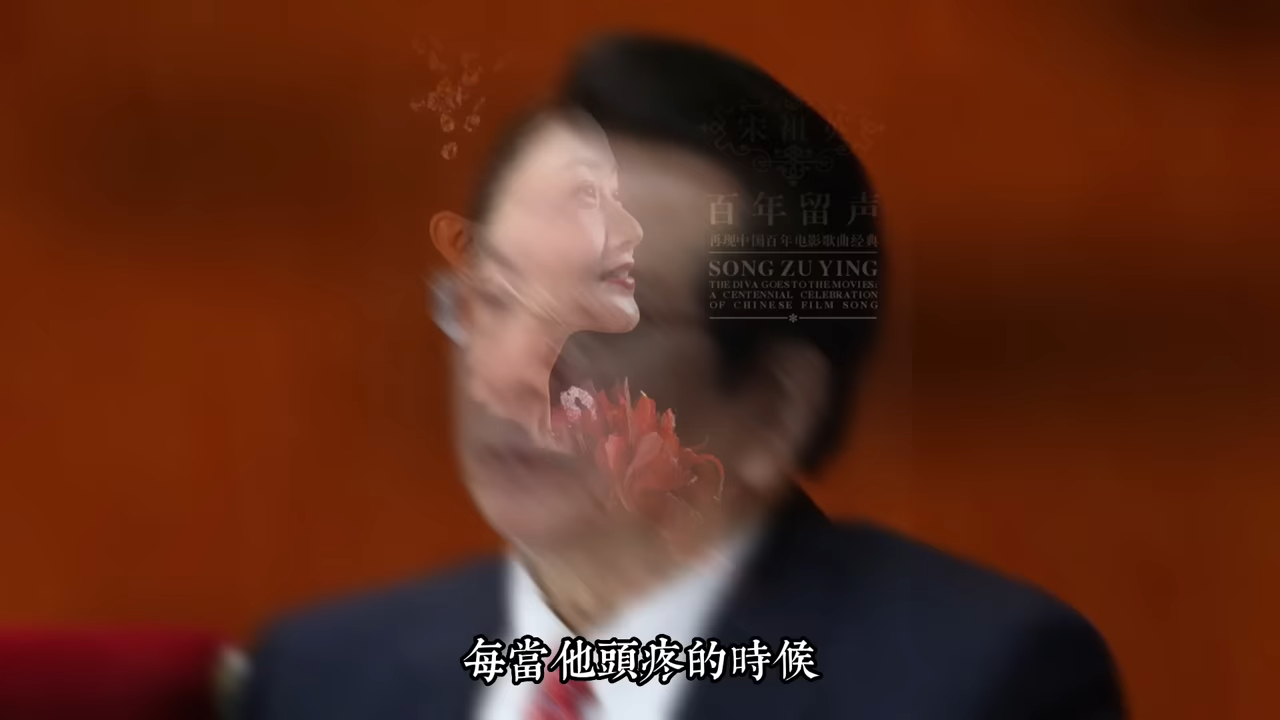 宋祖英
百年留声
再现中国百年电影歌曲经典
SONG ZU YING
THE DIVA GOES TO THE MOVIES:
A CENTENNIAL CELEBRATION
OF CHINESE FILM SONG
每當他頭疼的時候